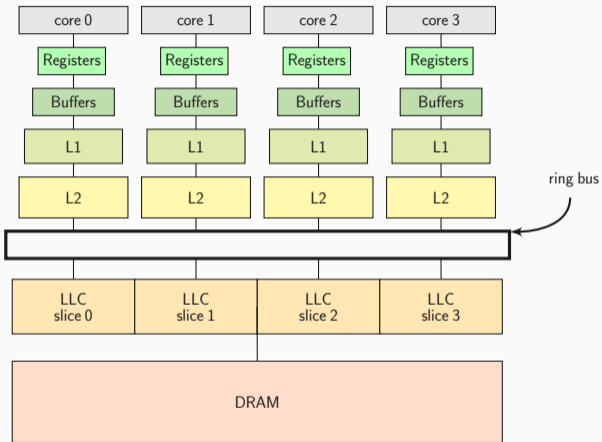 core 0 core 1 core 2 core 3
Registers Registers Registers Registers
Buffers Buffers Buffers Buffers
L1 L1 L1 L1
L2 L2 L2 L2
ring bus
LLC LLC LLC LLC
slice 0 slice 1 slice 2 slice 3
DRAM